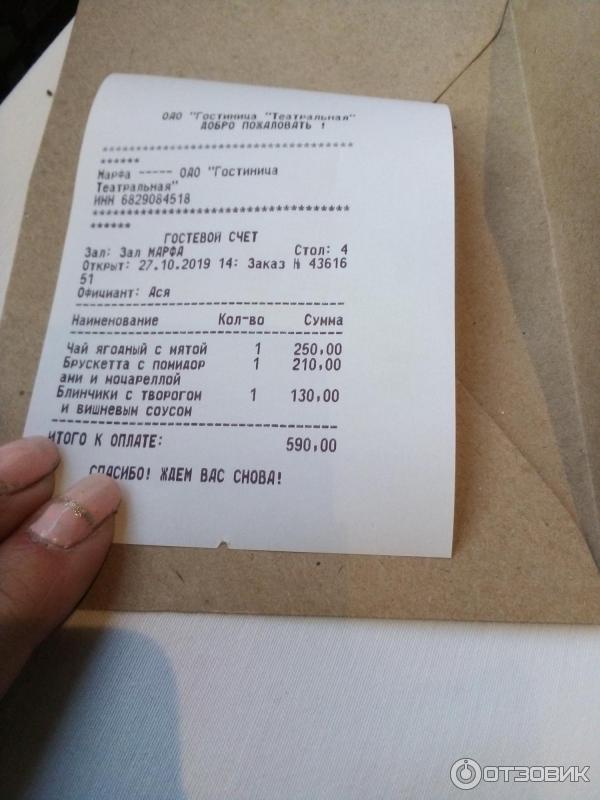 ОАО "Гостиница "Театральная"
ДОБРО ПОЖАЛОВАТЬ !
************************************
******
Марфа ----- ОАО "Гостиница
Театральная"
ИНН 6829084518
************************************
******
ГОСТЕВОЙ СЧЕТ
Зал: Зал МАРФА Стол: 4
Открыт: 27.10.2019 14: Заказ № 43616
51
Официант: Ася
Наименование Кол-во Сумма
Чай ягодный с мятой 1 250,00
Брускетта с помидор 1 210,00
ами и моцареллой
Блинчики с творогом 1 130,00
и вишневым соусом
ИТОГО К ОПЛАТЕ: 590,00
СПАСИБО! ЖДЕМ ВАС СНОВА!
ОТЗОВИК